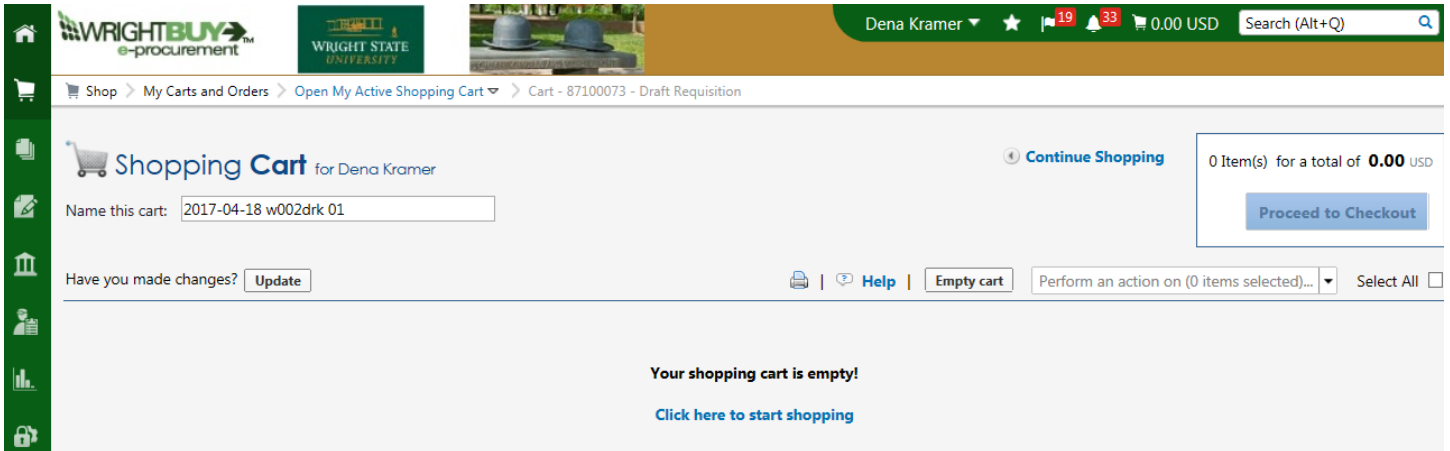 WRIGHTBUY TM
e-procurement
WRIGHT STATE
UNIVERSITY
Dena Kramer
19
33
0.00 USD
Search (Alt+Q)
Shop > My Carts and Orders > Open My Active Shopping Cart > Cart - 87100073 - Draft Requisition
Shopping Cart for Dena Kramer
Continue Shopping
0 Item(s) for a total of 0.00 USD
Name this cart: 2017-04-18 w002drk 01
Proceed to Checkout
Have you made changes? Update | ? Help | Empty cart Perform an action on (0 items selected)... Select All
Your shopping cart is empty!
Click here to start shopping